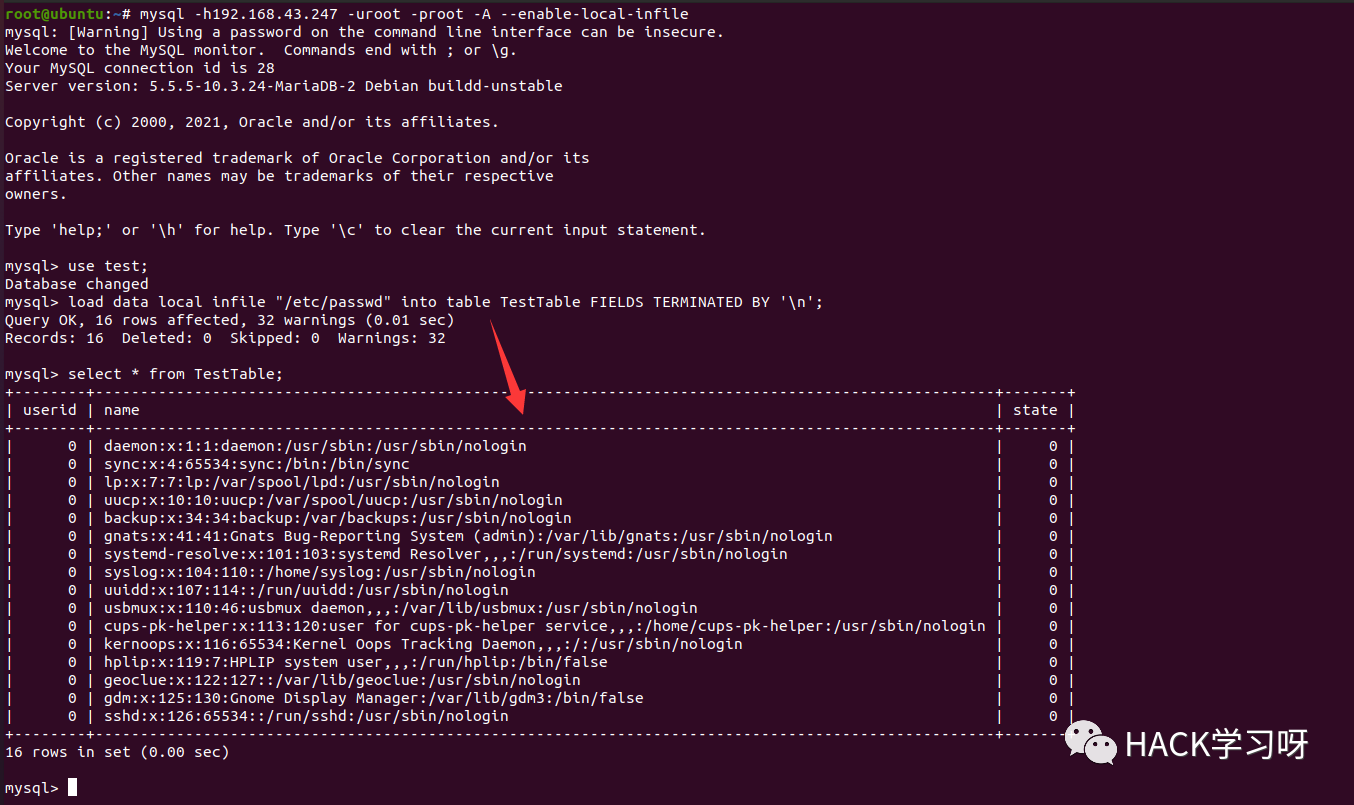 root@ubuntu:~# mysql -h192.168.43.247 -uroot -proot -A --enable-local-infile
mysql: [Warning] Using a password on the command line interface can be insecure.
Welcome to the MySQL monitor.  Commands end with ; or \g.
Your MySQL connection id is 28
Server version: 5.5.5-10.3.24-MariaDB-2 Debian buildd-unstable
Copyright (c) 2000, 2021, Oracle and/or its affiliates.
Oracle is a registered trademark of Oracle Corporation and/or its
affiliates. Other names may be trademarks of their respective
owners.
Type 'help;' or '\h' for help. Type '\c' to clear the current input statement.
mysql> use test;
Database changed
mysql> load data local infile "/etc/passwd" into table TestTable FIELDS TERMINATED BY '\n';
Query OK, 16 rows affected, 32 warnings (0.01 sec)
Records: 16  Deleted: 0  Skipped: 0  Warnings: 32
mysql> select * from TestTable;
| userid | name | state |
| 0 | daemon:x:1:1:daemon:/usr/sbin:/usr/sbin/nologin | 0 |
| 0 | sync:x:4:65534:sync:/bin:/bin/sync | 0 |
| 0 | lp:x:7:7:lp:/var/spool/lpd:/usr/sbin/nologin | 0 |
| 0 | uucp:x:10:10:uucp:/var/spool/uucp:/usr/sbin/nologin | 0 |
| 0 | backup:x:34:34:backup:/var/backups:/usr/sbin/nologin | 0 |
| 0 | gnats:x:41:41:Gnats Bug-Reporting System (admin):/var/lib/gnats:/usr/sbin/nologin | 0 |
| 0 | systemd-resolve:x:101:103:systemd Resolver,,,:/run/systemd:/usr/sbin/nologin | 0 |
| 0 | syslog:x:104:110::/home/syslog:/usr/sbin/nologin | 0 |
| 0 | uuidd:x:107:114::/run/uuidd:/usr/sbin/nologin | 0 |
| 0 | usbmux:x:110:46:usbmux daemon,,,:/var/lib/usbmux:/usr/sbin/nologin | 0 |
| 0 | cups-pk-helper:x:113:120:user for cups-pk-helper service,,,:/home/cups-pk-helper:/usr/sbin/nologin | 0 |
| 0 | kernoops:x:116:65534:Kernel Oops Tracking Daemon,,,:/:/usr/sbin/nologin | 0 |
| 0 | hplip:x:119:7:HPLIP system user,,,:/run/hplip:/bin/false | 0 |
| 0 | geoclue:x:122:127::/var/lib/geoclue:/usr/sbin/nologin | 0 |
| 0 | gdm:x:125:130:Gnome Display Manager:/var/lib/gdm3:/bin/false | 0 |
| 0 | sshd:x:126:65534::/run/sshd:/usr/sbin/nologin | 0 |
16 rows in set (0.00 sec)
HACK学习呀
mysql>